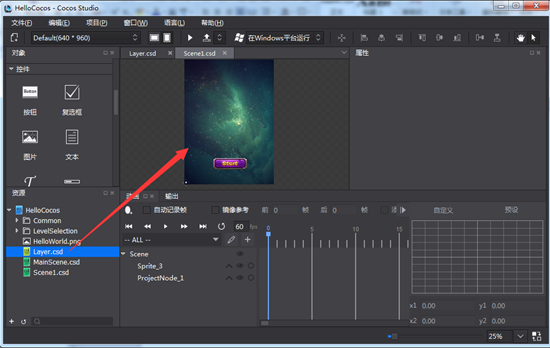 HelloCocos - Cocos Studio
文件(F) 编辑(E) 项目(P) 窗口(W) 语言(L) 帮助(H)
Default(640 * 960) 在Windows平台运行
对象
控件
Button
按钮 复选框
图片 文本
Layer.csd Scene1.csd
Start
属性
资源
HelloCocos
Common
LevelSelection
HelloWorld.png
Layer.csd
MainScene.csd
Scene1.csd
动画 输出
自动记录帧 镜像参考 前 0 帧 后 0 帧
60
-- ALL --
0 5 10 15
Scene
Sprite_3
ProjectNode_1
自定义 预设
x1 0.00 y1 0.00
x2 0.00 y2 0.00
25%